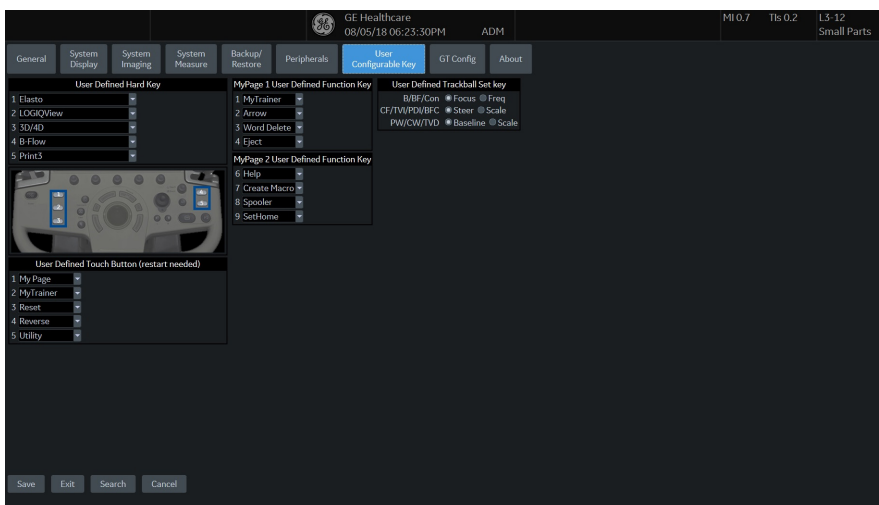 GE Healthcare
MI 0.7 TIs 0.2 L3-12
08/05/18 06:23:30PM ADM
Small Parts
General
System Display
System Imaging
System Measure
Backup/ Restore
Peripherals
User Configurable Key
GT Config
About
User Defined Hard Key
1 Elasto
2 LOGIQView
3 3D/4D
4 B-Flow
5 Print3
User Defined Touch Button (restart needed)
1 My Page
2 MyTrainer
3 Reset
4 Reverse
5 Utility
MyPage 1 User Defined Function Key
1 MyTrainer
2 Arrow
3 Word Delete
4 Eject
MyPage 2 User Defined Function Key
6 Help
7 Create Macro
8 Spooler
9 SetHome
User Defined Trackball Set key
B/BF/Con Focus Freq
CF/TVI/PDI/BFC Steer Scale
PW/CW/TVD Baseline Scale
Save
Exit
Search
Cancel